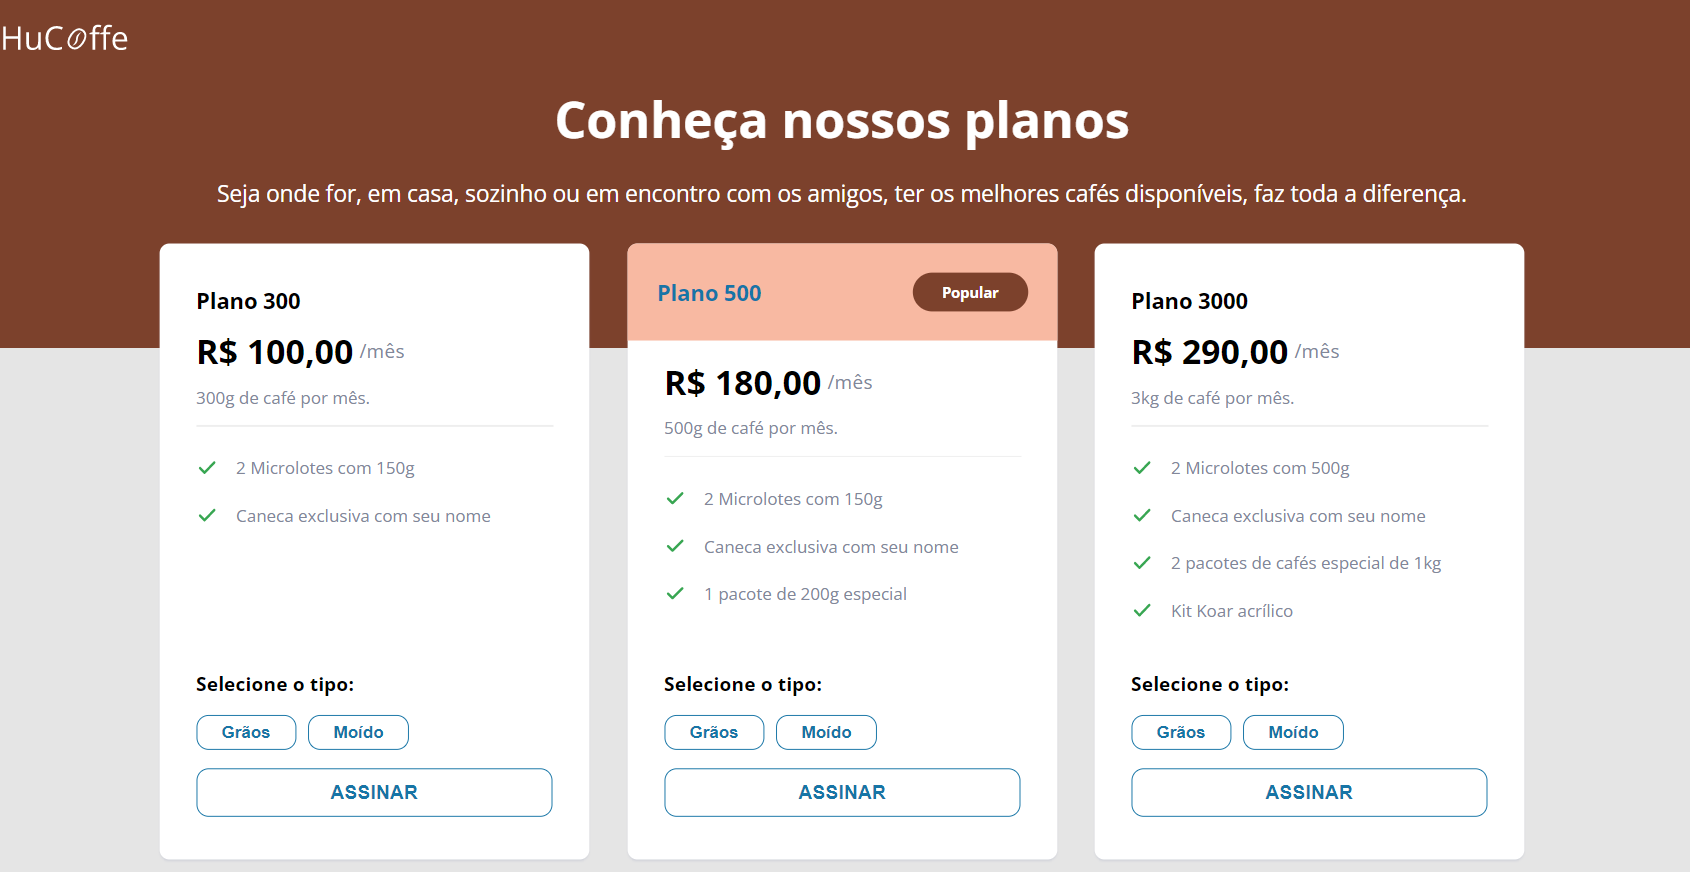 HuCoffe
Conheça nossos planos
Seja onde for, em casa, sozinho ou em encontro com os amigos, ter os melhores cafés disponíveis, faz toda a diferença.
Plano 300
R$ 100,00 /mês
300g de café por mês.
2 Microlotes com 150g
Caneca exclusiva com seu nome
Selecione o tipo:
Grãos Moído
ASSINAR
Plano 500 Popular
R$ 180,00 /mês
500g de café por mês.
2 Microlotes com 150g
Caneca exclusiva com seu nome
1 pacote de 200g especial
Selecione o tipo:
Grãos Moído
ASSINAR
Plano 3000
R$ 290,00 /mês
3kg de café por mês.
2 Microlotes com 500g
Caneca exclusiva com seu nome
2 pacotes de cafés especial de 1kg
Kit Koar acrílico
Selecione o tipo:
Grãos Moído
ASSINAR